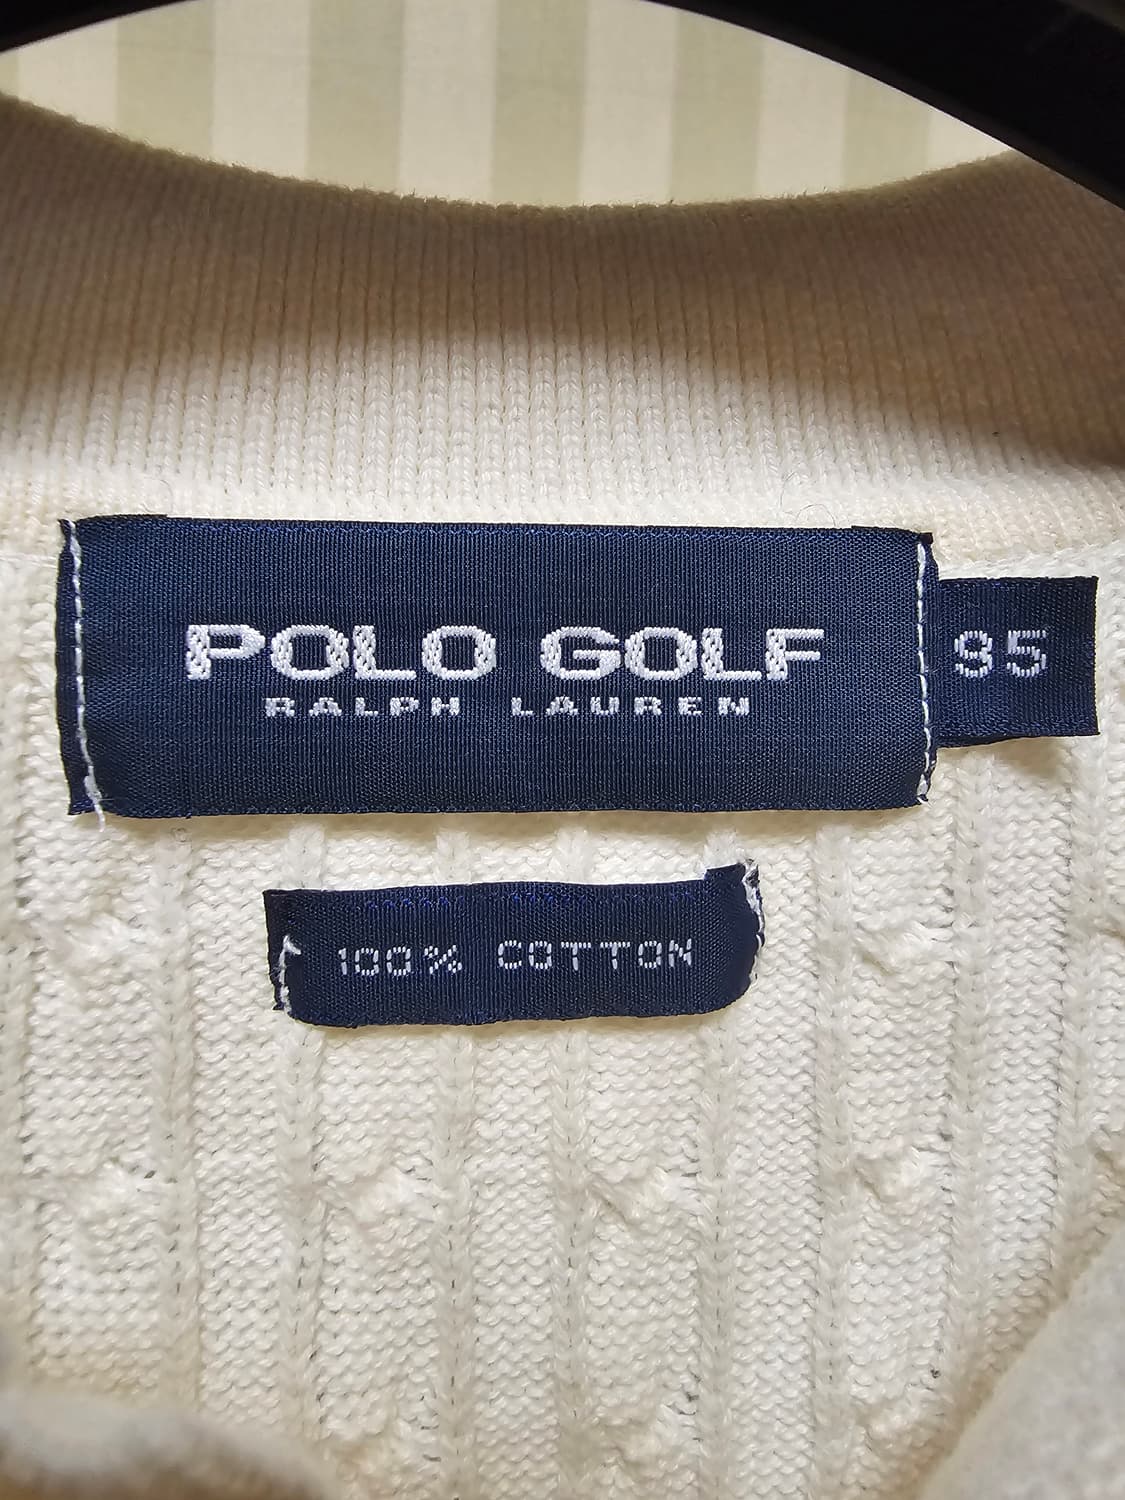 POLO GOLF
RALPH LAUREN
95
100% COTTON